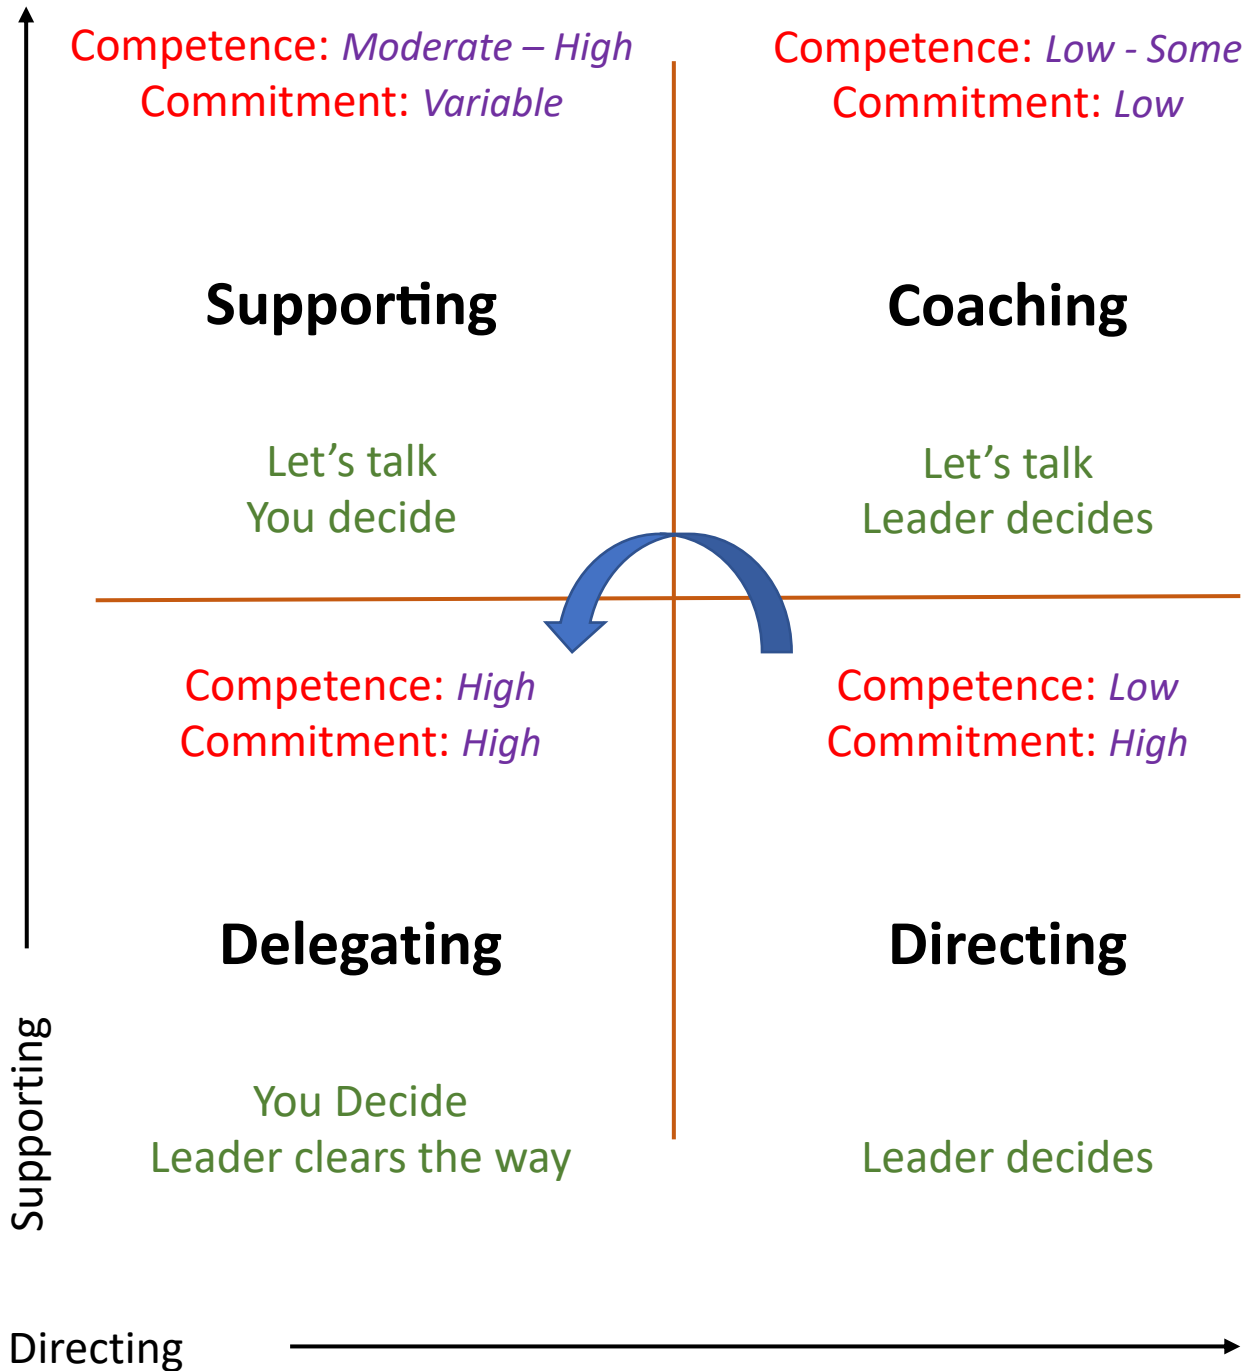 Competence: Moderate – High
Commitment: Variable
Supporting
Let’s talk
You decide
Competence: Low - Some
Commitment: Low
Coaching
Let’s talk
Leader decides
Competence: High
Commitment: High
Delegating
You Decide
Leader clears the way
Competence: Low
Commitment: High
Directing
Leader decides
Supporting
Directing